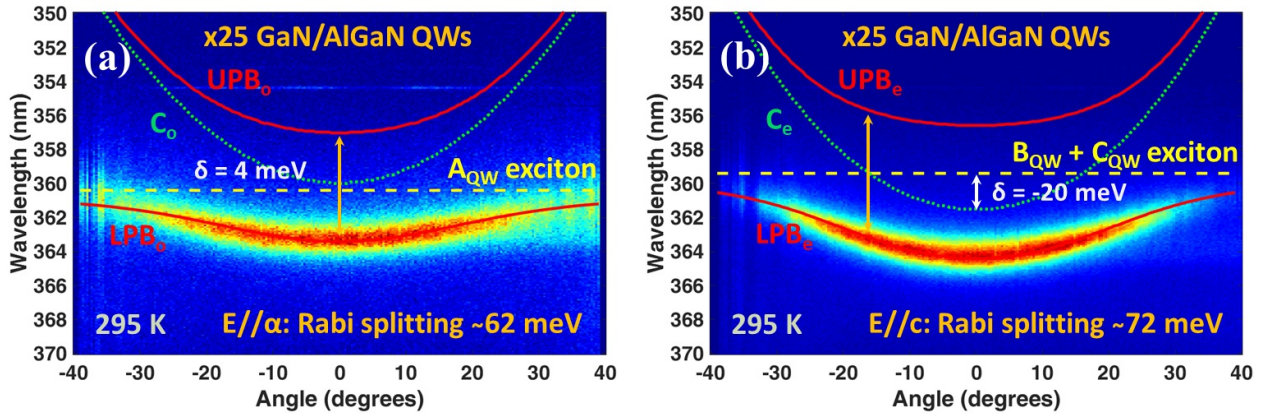 (a)
x25 GaN/AlGaN QWs
UPBₒ
Cₒ
δ = 4 meV
A_QW exciton
LPBₒ
295 K
E//α: Rabi splitting ~62 meV
350
352
354
356
358
360
362
364
366
368
370
Wavelength (nm)
-40 -30 -20 -10 0 10 20 30 40
Angle (degrees)
(b)
x25 GaN/AlGaN QWs
UPBₑ
Cₑ
B_QW + C_QW exciton
δ = -20 meV
LPBₑ
295 K
E//c: Rabi splitting ~72 meV
350
352
354
356
358
360
362
364
366
368
370
Wavelength (nm)
-40 -30 -20 -10 0 10 20 30 40
Angle (degrees)